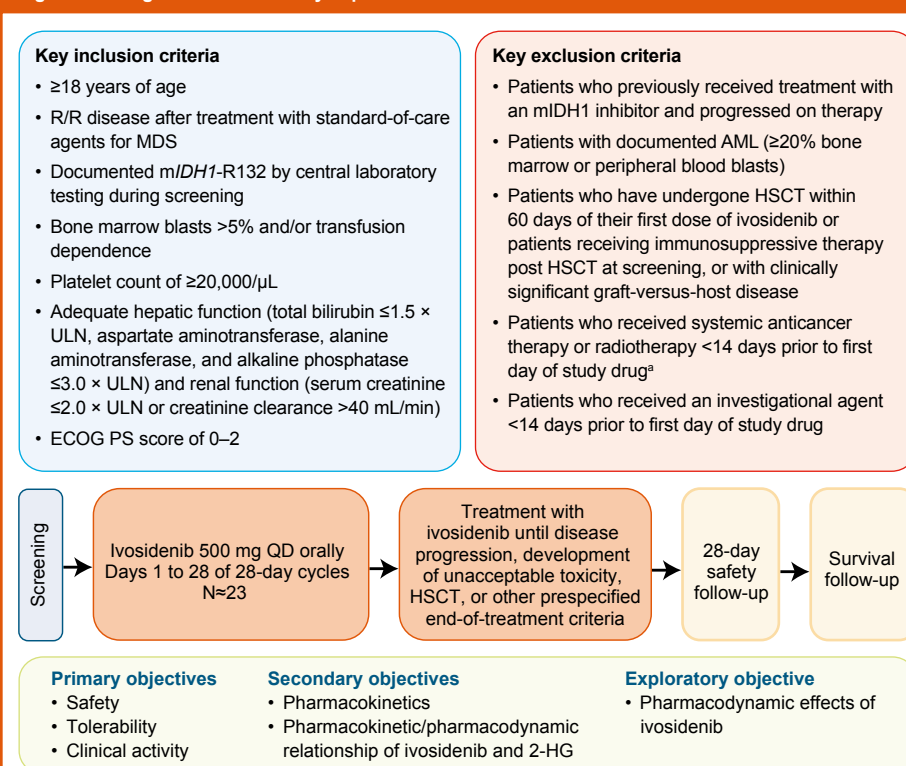 Key inclusion criteria
• ≥18 years of age
• R/R disease after treatment with standard-of-care
agents for MDS
• Documented mIDH1-R132 by central laboratory
testing during screening
• Bone marrow blasts >5% and/or transfusion
dependence
• Platelet count of ≥20,000/µL
• Adequate hepatic function (total bilirubin ≤1.5 ×
ULN, aspartate aminotransferase, alanine
aminotransferase, and alkaline phosphatase
≤3.0 × ULN) and renal function (serum creatinine
≤2.0 × ULN or creatinine clearance >40 mL/min)
• ECOG PS score of 0–2
Key exclusion criteria
• Patients who previously received treatment with
an mIDH1 inhibitor and progressed on therapy
• Patients with documented AML (≥20% bone
marrow or peripheral blood blasts)
• Patients who have undergone HSCT within
60 days of their first dose of ivosidenib or
patients receiving immunosuppressive therapy
post HSCT at screening, or with clinically
significant graft-versus-host disease
• Patients who received systemic anticancer
therapy or radiotherapy <14 days prior to first
day of study drugᵃ
• Patients who received an investigational agent
<14 days prior to first day of study drug
Screening
Ivosidenib 500 mg QD orally
Days 1 to 28 of 28-day cycles
N≈23
Treatment with
ivosidenib until disease
progression, development
of unacceptable toxicity,
HSCT, or other prespecified
end-of-treatment criteria
28-day
safety
follow-up
Survival
follow-up
Primary objectives
• Safety
• Tolerability
• Clinical activity
Secondary objectives
• Pharmacokinetics
• Pharmacokinetic/pharmacodynamic
relationship of ivosidenib and 2-HG
Exploratory objective
• Pharmacodynamic effects of
ivosidenib